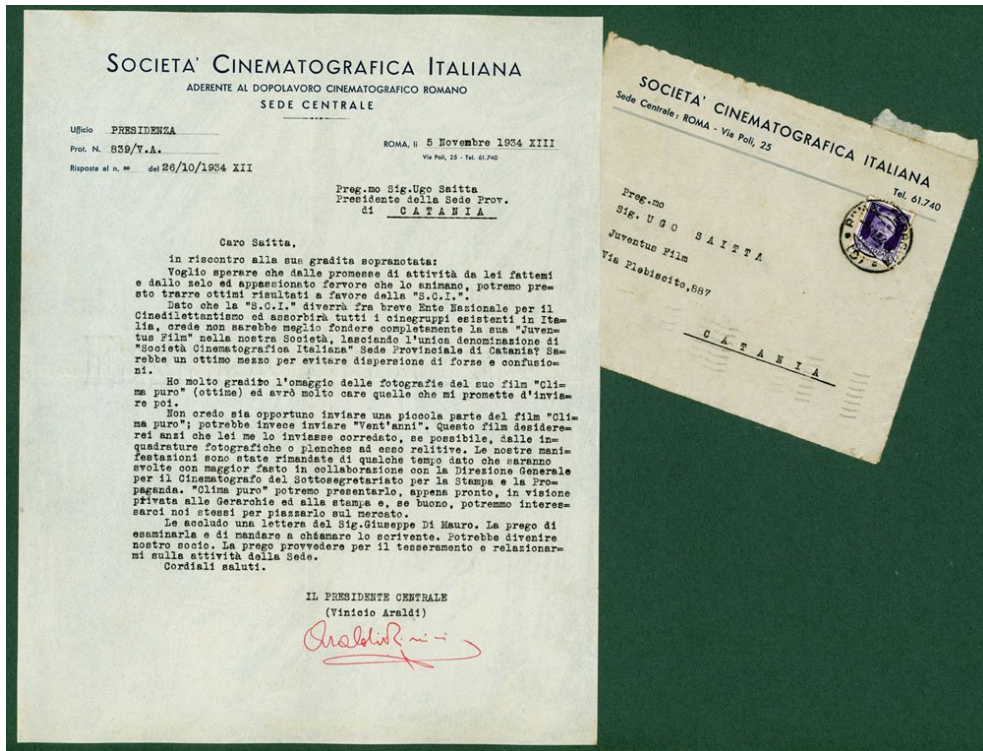 SOCIETA' CINEMATOGRAFICA ITALIANA
ADERENTE AL DOPOLAVORO CINEMATOGRAFICO ROMANO
SEDE CENTRALE
Ufficio PRESIDENZA
Prot. N. 839/V.A.
Risposta al n. = del 26/10/1934 XII
ROMA, li 5 Novembre 1934 XIII
Via Poli, 25 - Tel. 61.740
Preg.mo Sig.Ugo Saitta
Presidente della Sede Prov.
di CATANIA
Caro Saitta,
in riscontro alla sua gradita sopranotata:
Voglio sperare che dalle promesse di attività da lei fattemi
e dallo zelo ed appassionato fervore che lo animano, potremo pre=
sto trarre ottimi risultati a favore della "S.C.I.".
Dato che la "S.C.I." diverrà fra breve Ente Nazionale per il
Cinedilettantismo ed assorbirà tutti i cinegruppi esistenti in Ita=
lia, crede non sarebbe meglio fondere completamente la sua "Juven=
tus Film" nella nostra Società, lasciando l'unica denominazione di
"Società Cinematografica Italiana" Sede Provinciale di Catania? Sa=
rebbe un ottimo mezzo per evitare dispersione di forze e confusio=
ni.
Ho molto gradito l'omaggio delle fotografie del suo film "Cli=
ma puro" (ottime) ed avrò molto care quelle che mi promette d'invia=
re poi.
Non credo sia opportuno inviare una piccola parte del film "Cli=
ma puro"; potrebbe invece inviare "Vent'anni". Questo film desidere=
rei anzi che lei me lo inviasse corredato, se possibile, dalle in=
quadrature fotografiche o plenches ad esso relitive. Le nostre mani=
festazioni sono state rimandate di qualche tempo dato che saranno
svolte con maggior fasto in collaborazione con la Direzione Generale
per il Cinematografo del Sottosegretariato per la Stampa e la Pro=
paganda. "Clima puro" potremo presentarlo, appena pronto, in visione
privata alle Gerarchie ed alla stampa e, se buono, potremmo interes=
sarci noi stessi per piazzarlo sul mercato.
Le accludo una lettera del Sig.Giuseppe Di Mauro. La prego di
esaminarla e di mandare a chiamare lo scrivente. Potrebbe divenire
nostro socio. La prego provvedere per il tesseramento e relazionar=
mi sulla attività della Sede.
Cordiali saluti.
IL PRESIDENTE CENTRALE
(Vinicio Araldi)
SOCIETA' CINEMATOGRAFICA ITALIANA
Sede Centrale: ROMA - Via Poli, 25
Tel. 61.740
Preg.mo
Sig. UGO SAITTA
Juventus Film
Via Plebiscito,887
CATANIA